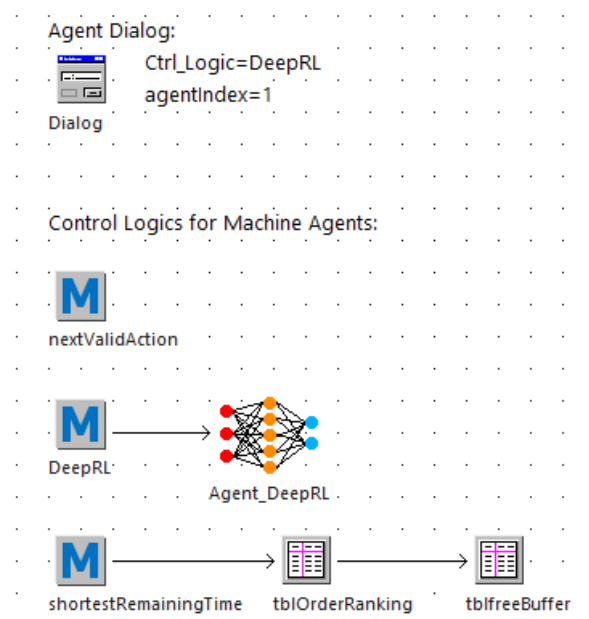 Agent Dialog:
Ctrl_Logic=DeepRL
agentIndex=1
Dialog
Control Logics for Machine Agents:
M
nextValidAction
M
DeepRL
Agent_DeepRL
M
shortestRemainingTime
tblOrderRanking
tblfreeBuffer